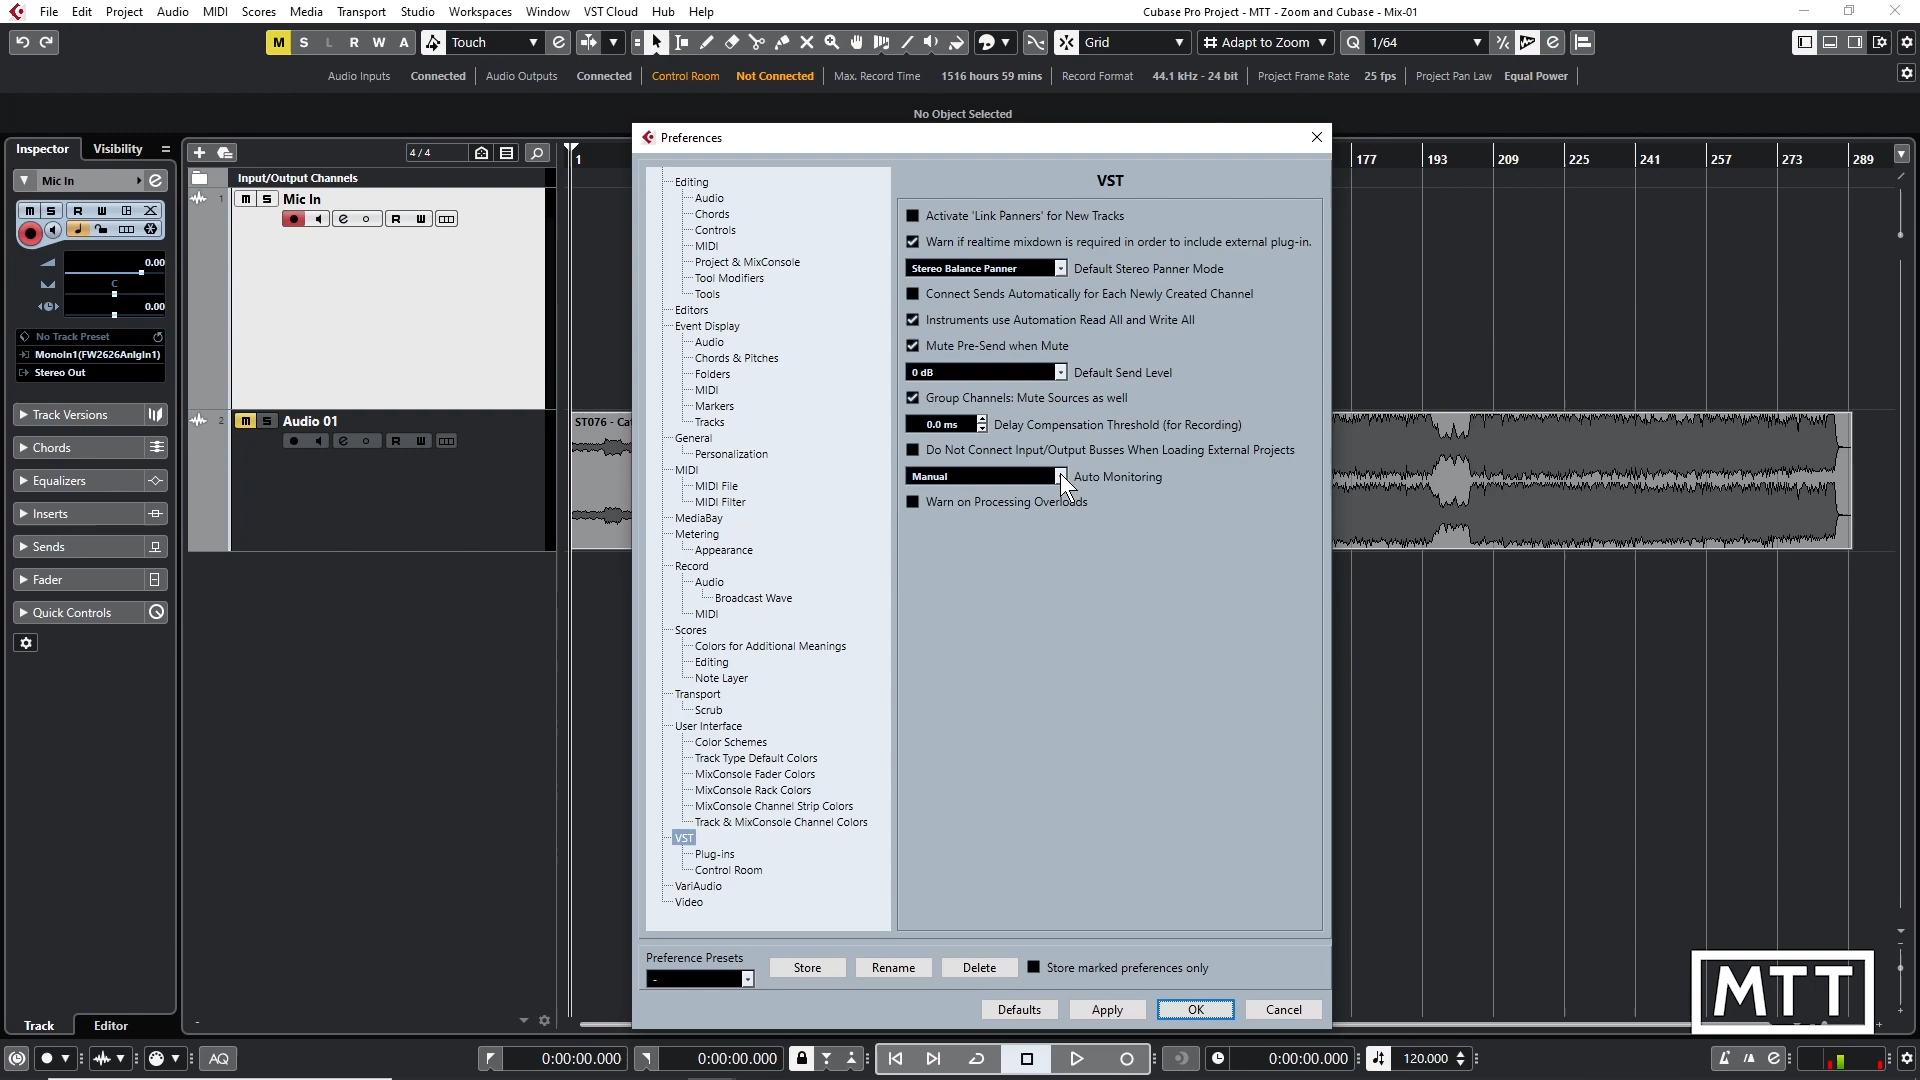 File Edit Project Audio MIDI Scores Media Transport Studio Workspaces Window VST Cloud Hub Help
Cubase Pro Project - MTT - Zoom and Cubase - Mix-01
M S L R W A Touch Grid Adapt to Zoom Q 1/64
Audio Inputs Connected Audio Outputs Connected Control Room Not Connected Max. Record Time 1516 hours 59 mins Record Format 44.1 kHz - 24 bit Project Frame Rate 25 fps Project Pan Law Equal Power
No Object Selected
Inspector Visibility
4/4
1 177 193 209 225 241 257 273 289
Mic In
M S R W
0.00
C
0.00
No Track Preset
MonoIn1(FW2626AnlgIn1)
Stereo Out
Track Versions
Chords
Equalizers
Inserts
Sends
Fader
Quick Controls
Track Editor
Input/Output Channels
1 M S Mic In
R W
2 M S Audio 01
R W
ST076 - Cat
Preferences
Editing
Audio
Chords
Controls
MIDI
Project & MixConsole
Tool Modifiers
Tools
Editors
Event Display
Audio
Chords & Pitches
Folders
MIDI
Markers
Tracks
General
Personalization
MIDI
MIDI File
MIDI Filter
MediaBay
Metering
Appearance
Record
Audio
Broadcast Wave
MIDI
Scores
Colors for Additional Meanings
Editing
Note Layer
Transport
Scrub
User Interface
Color Schemes
Track Type Default Colors
MixConsole Fader Colors
MixConsole Rack Colors
MixConsole Channel Strip Colors
Track & MixConsole Channel Colors
VST
Plug-ins
Control Room
VariAudio
Video
VST
Activate 'Link Panners' for New Tracks
Warn if realtime mixdown is required in order to include external plug-in.
Stereo Balance Panner Default Stereo Panner Mode
Connect Sends Automatically for Each Newly Created Channel
Instruments use Automation Read All and Write All
Mute Pre-Send when Mute
0 dB Default Send Level
Group Channels: Mute Sources as well
0.0 ms Delay Compensation Threshold (for Recording)
Do Not Connect Input/Output Busses When Loading External Projects
Manual Auto Monitoring
Warn on Processing Overloads
Preference Presets
-
Store Rename Delete Store marked preferences only
Defaults Apply OK Cancel
MTT
AQ 0:00:00.000 0:00:00.000 0:00:00.000 120.000